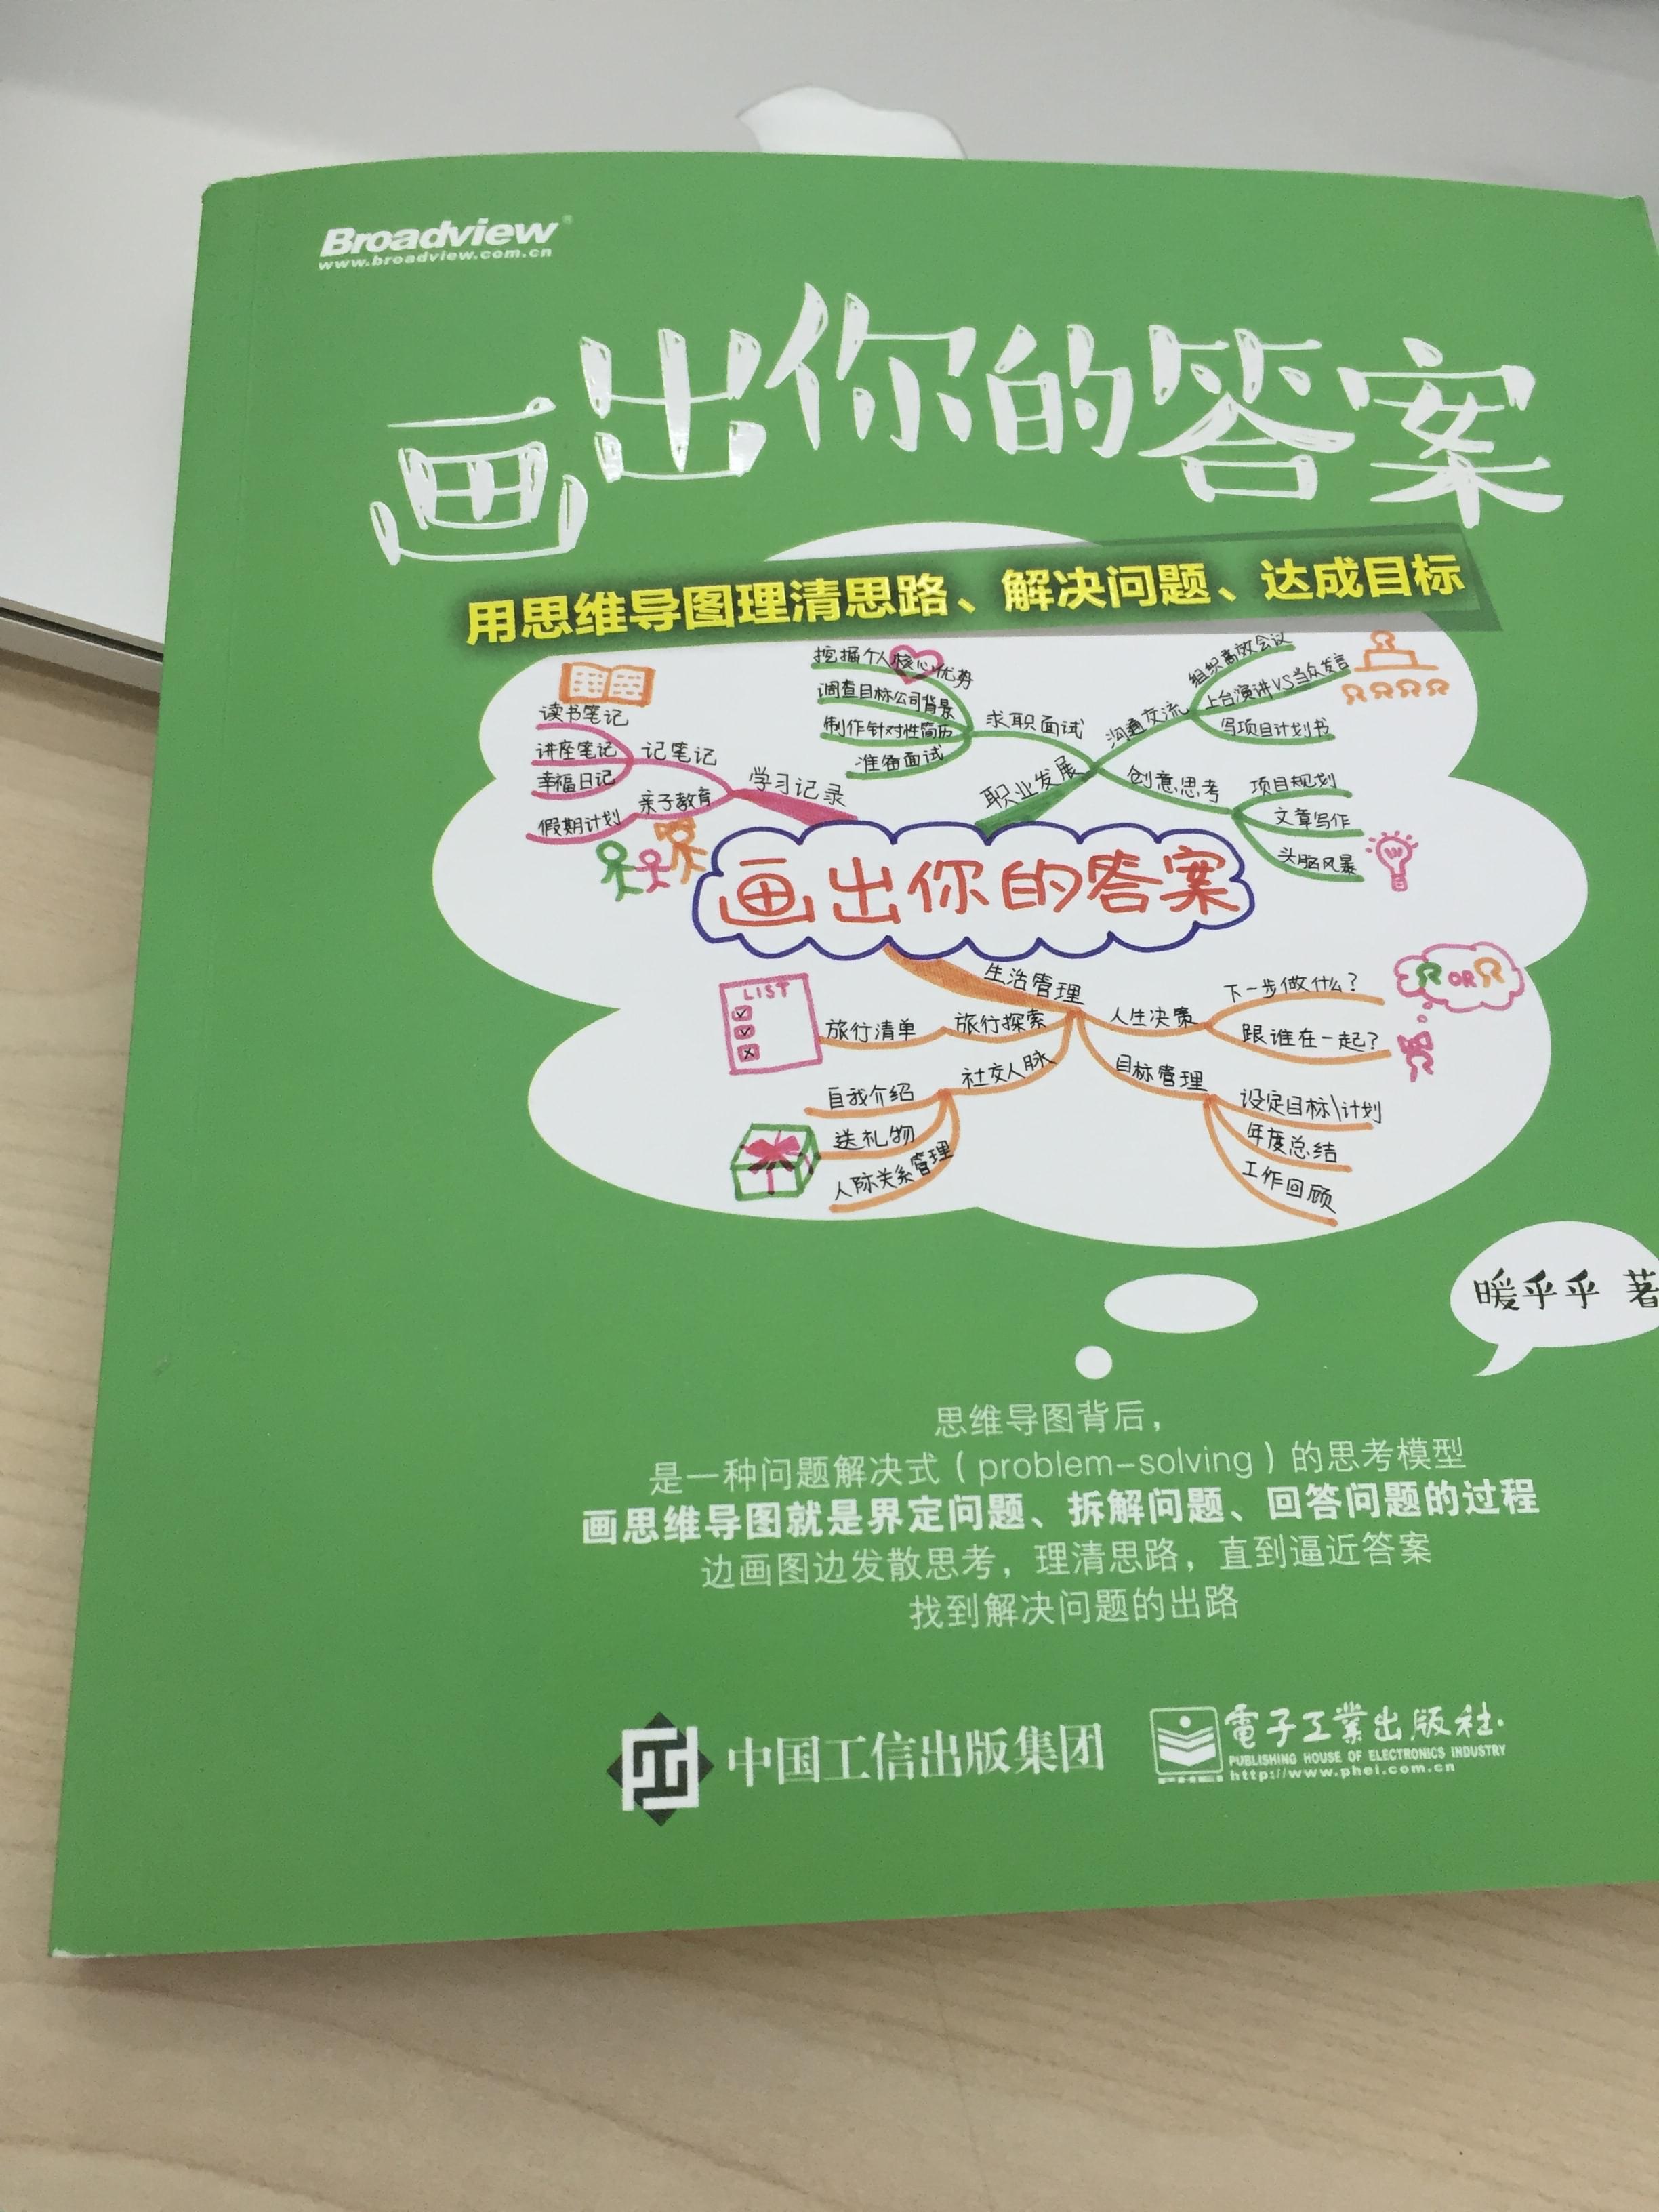 Broadview
www.broadview.com.cn
画出你的答案
用思维导图理清思路、解决问题、达成目标
读书笔记
讲座笔记
幸福日记
记笔记
假期计划
亲子教育
学习记录
挖掘个人核心优势
调查目标公司背景
制作针对性简历
准备面试
求职面试
职业发展
沟通交流
组织高效会议
上台演讲VS当众发言
写项目计划书
创意思考
项目规划
文章写作
头脑风暴
画出你的答案
生活管理
LIST
旅行清单
旅行探索
社交人脉
自我介绍
送礼物
人际关系管理
人生决策
下一步做什么?
跟谁在一起?
OR
目标管理
设定目标\计划
年度总结
工作回顾
暖乎乎 著
思维导图背后，
是一种问题解决式（problem-solving）的思考模型
画思维导图就是界定问题、拆解问题、回答问题的过程
边画图边发散思考，理清思路，直到逼近答案
找到解决问题的出路
中国工信出版集团
電子工業出版社·
PUBLISHING HOUSE OF ELECTRONICS INDUSTRY
http://www.phei.com.cn
PHEI